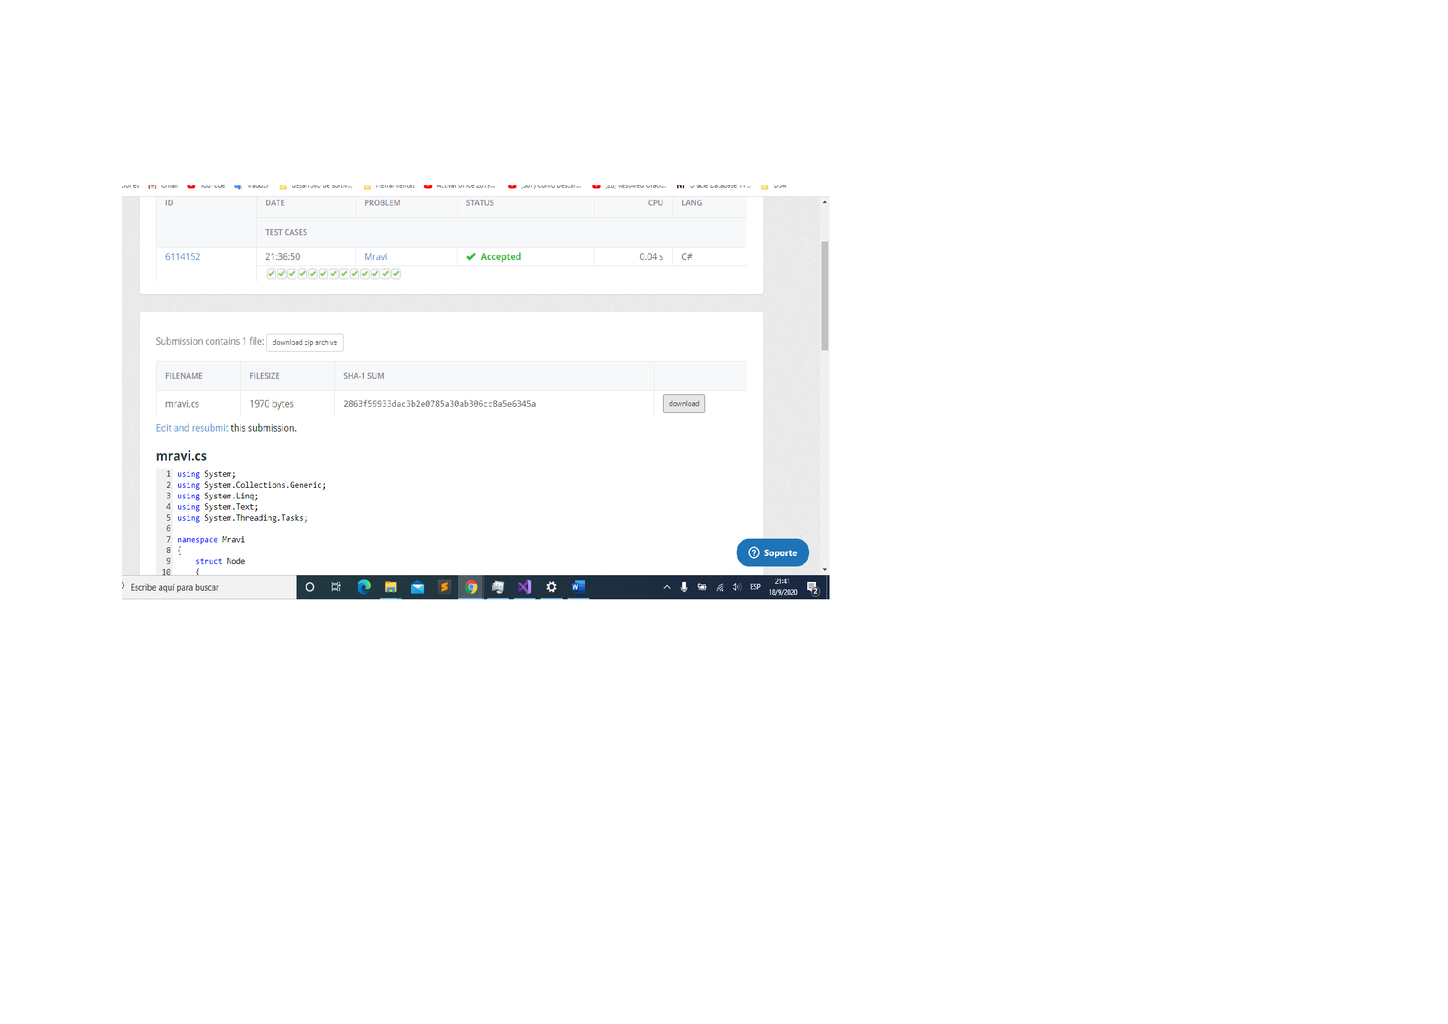 ID DATE PROBLEM STATUS CPU LANG
TEST CASES
6114152 21:36:50 Mravi Accepted 0.04 s C#
Submission contains 1 file: download zip archive
FILENAME FILESIZE SHA-1 SUM
mravi.cs 1970 bytes 2863f59933dac3b2e0785a30ab306cc8a5e6345a download
Edit and resubmit this submission.
mravi.cs
1 using System;
2 using System.Collections.Generic;
3 using System.Linq;
4 using System.Text;
5 using System.Threading.Tasks;
6
7 namespace Mravi
8 {
9 struct Node
10 {
Soporte
Escribe aquí para buscar
ESP
21:41
18/9/2020
2